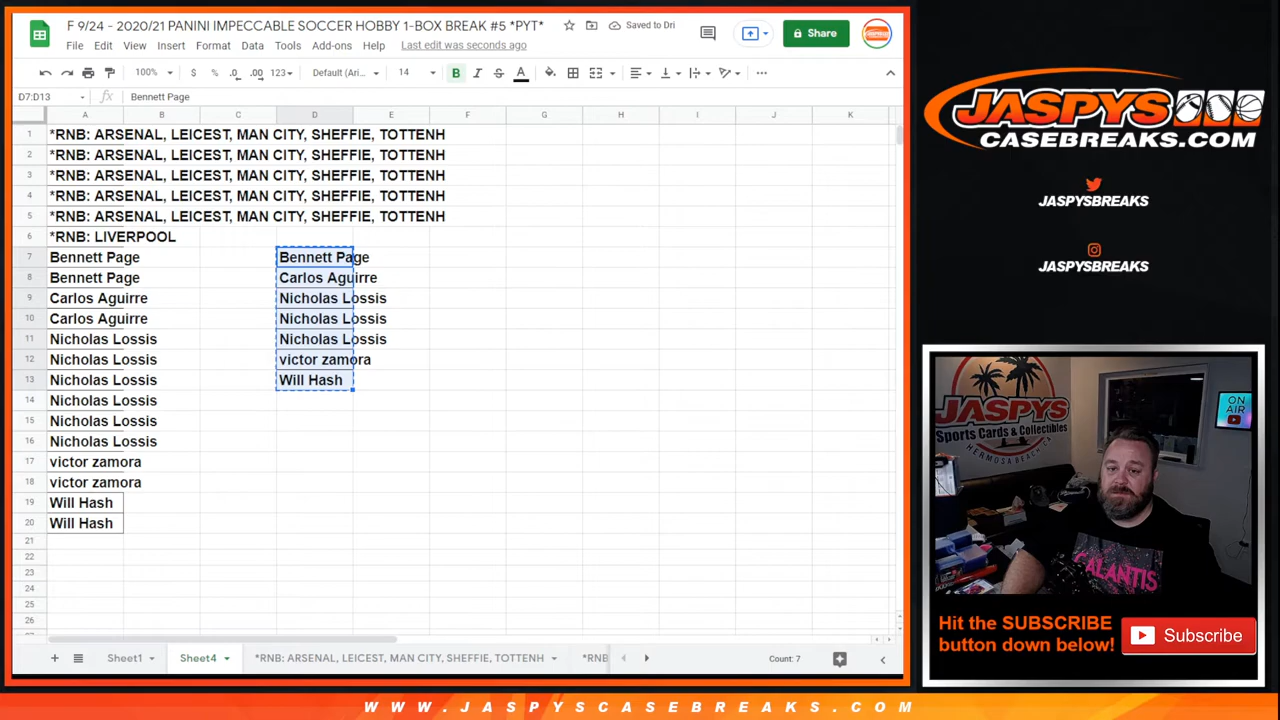 F 9/24 - 2020/21 PANINI IMPECCABLE SOCCER HOBBY 1-BOX BREAK #5 *PYT*
Saved to Dri
File Edit View Insert Format Data Tools Add-ons Help Last edit was seconds ago
Share
100% $ % .0 .00 123 Default (Ari... 14 B I S A
D7:D13 fx Bennett Page
A B C D E F G H I J K
1 *RNB: ARSENAL, LEICEST, MAN CITY, SHEFFIE, TOTTENH
2 *RNB: ARSENAL, LEICEST, MAN CITY, SHEFFIE, TOTTENH
3 *RNB: ARSENAL, LEICEST, MAN CITY, SHEFFIE, TOTTENH
4 *RNB: ARSENAL, LEICEST, MAN CITY, SHEFFIE, TOTTENH
5 *RNB: ARSENAL, LEICEST, MAN CITY, SHEFFIE, TOTTENH
6 *RNB: LIVERPOOL
7 Bennett Page Bennett Page
8 Bennett Page Carlos Aguirre
9 Carlos Aguirre Nicholas Lossis
10 Carlos Aguirre Nicholas Lossis
11 Nicholas Lossis Nicholas Lossis
12 Nicholas Lossis victor zamora
13 Nicholas Lossis Will Hash
14 Nicholas Lossis
15 Nicholas Lossis
16 Nicholas Lossis
17 victor zamora
18 victor zamora
19 Will Hash
20 Will Hash
21
22
23
24
25
26
Sheet1 Sheet4 *RNB: ARSENAL, LEICEST, MAN CITY, SHEFFIE, TOTTENH *RNB Count: 7
JASPYS
CASEBREAKS.COM
JASPYSBREAKS
JASPYSBREAKS
JASPYS
Sports Cards & Collectibles
HERMOSA BEACH CA
ON
AIR
GALANTIS
Hit the SUBSCRIBE
button down below!
Subscribe
WWW.JASPYSCASEBREAKS.COM